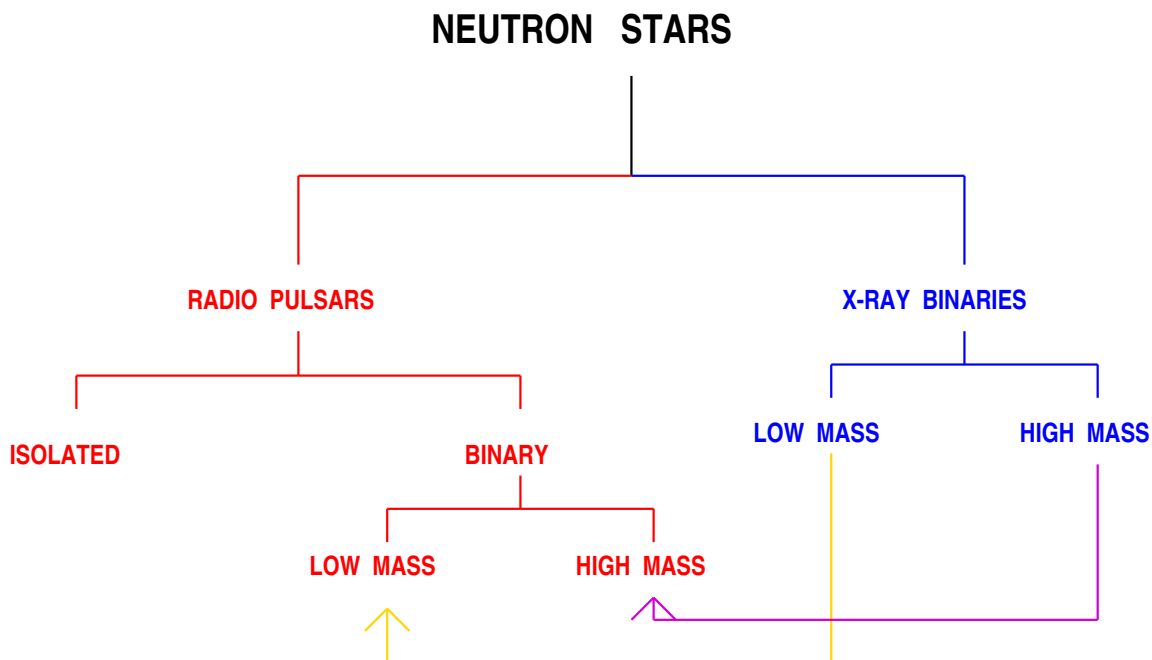 NEUTRON STARS
RADIO PULSARS
X-RAY BINARIES
ISOLATED
BINARY
LOW MASS
HIGH MASS
LOW MASS
HIGH MASS